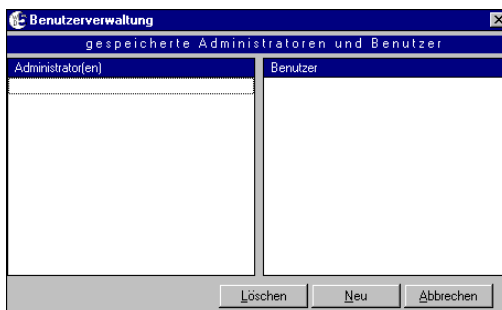 Benutzerverwaltung
gespeicherte Administratoren und Benutzer
Administrator(en)
Benutzer
Löschen
Neu
Abbrechen